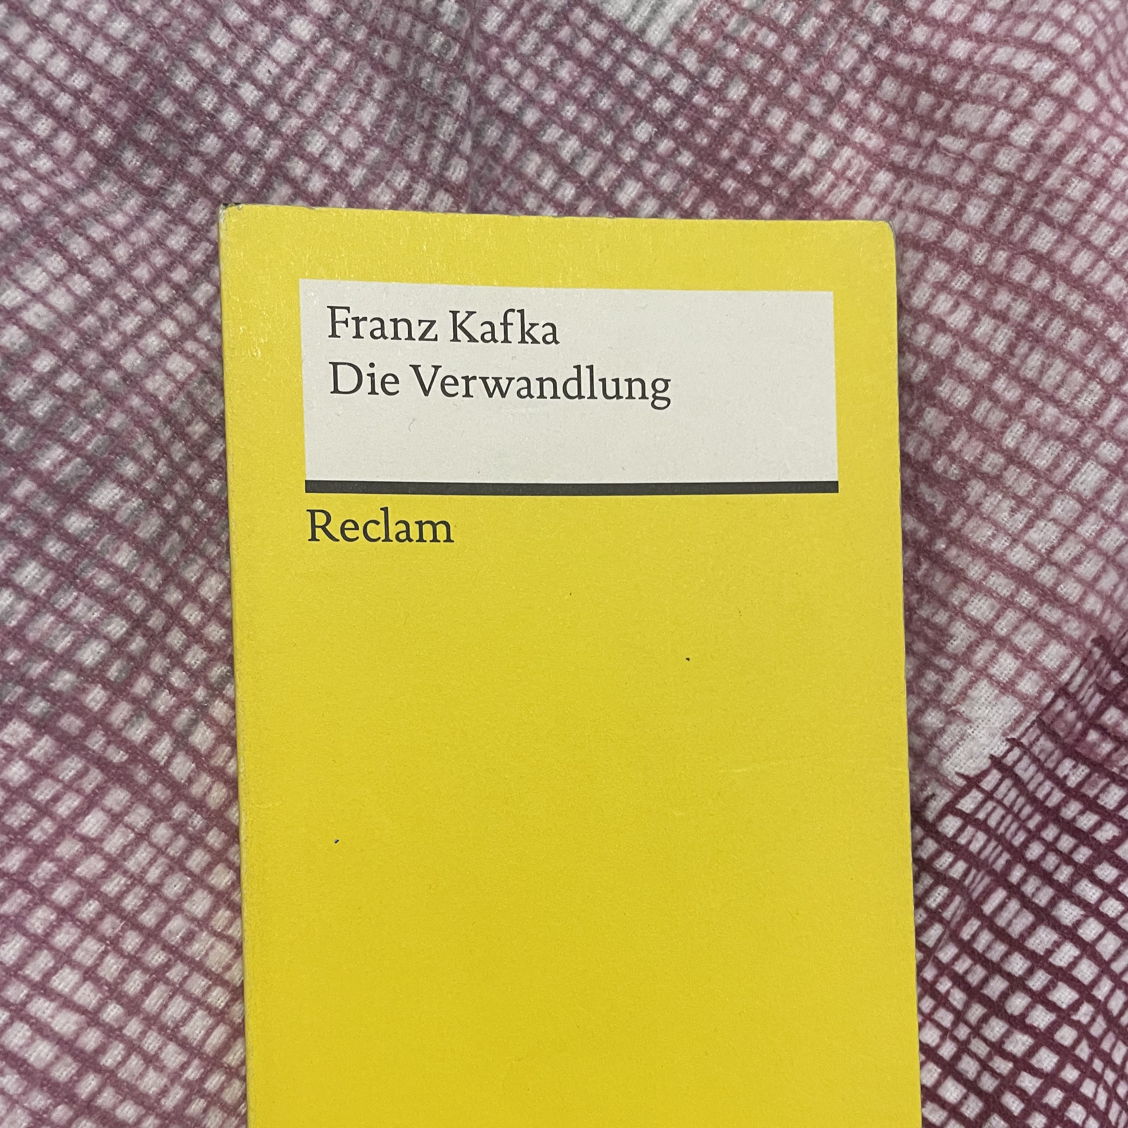 Franz Kafka
Die Verwandlung
Reclam